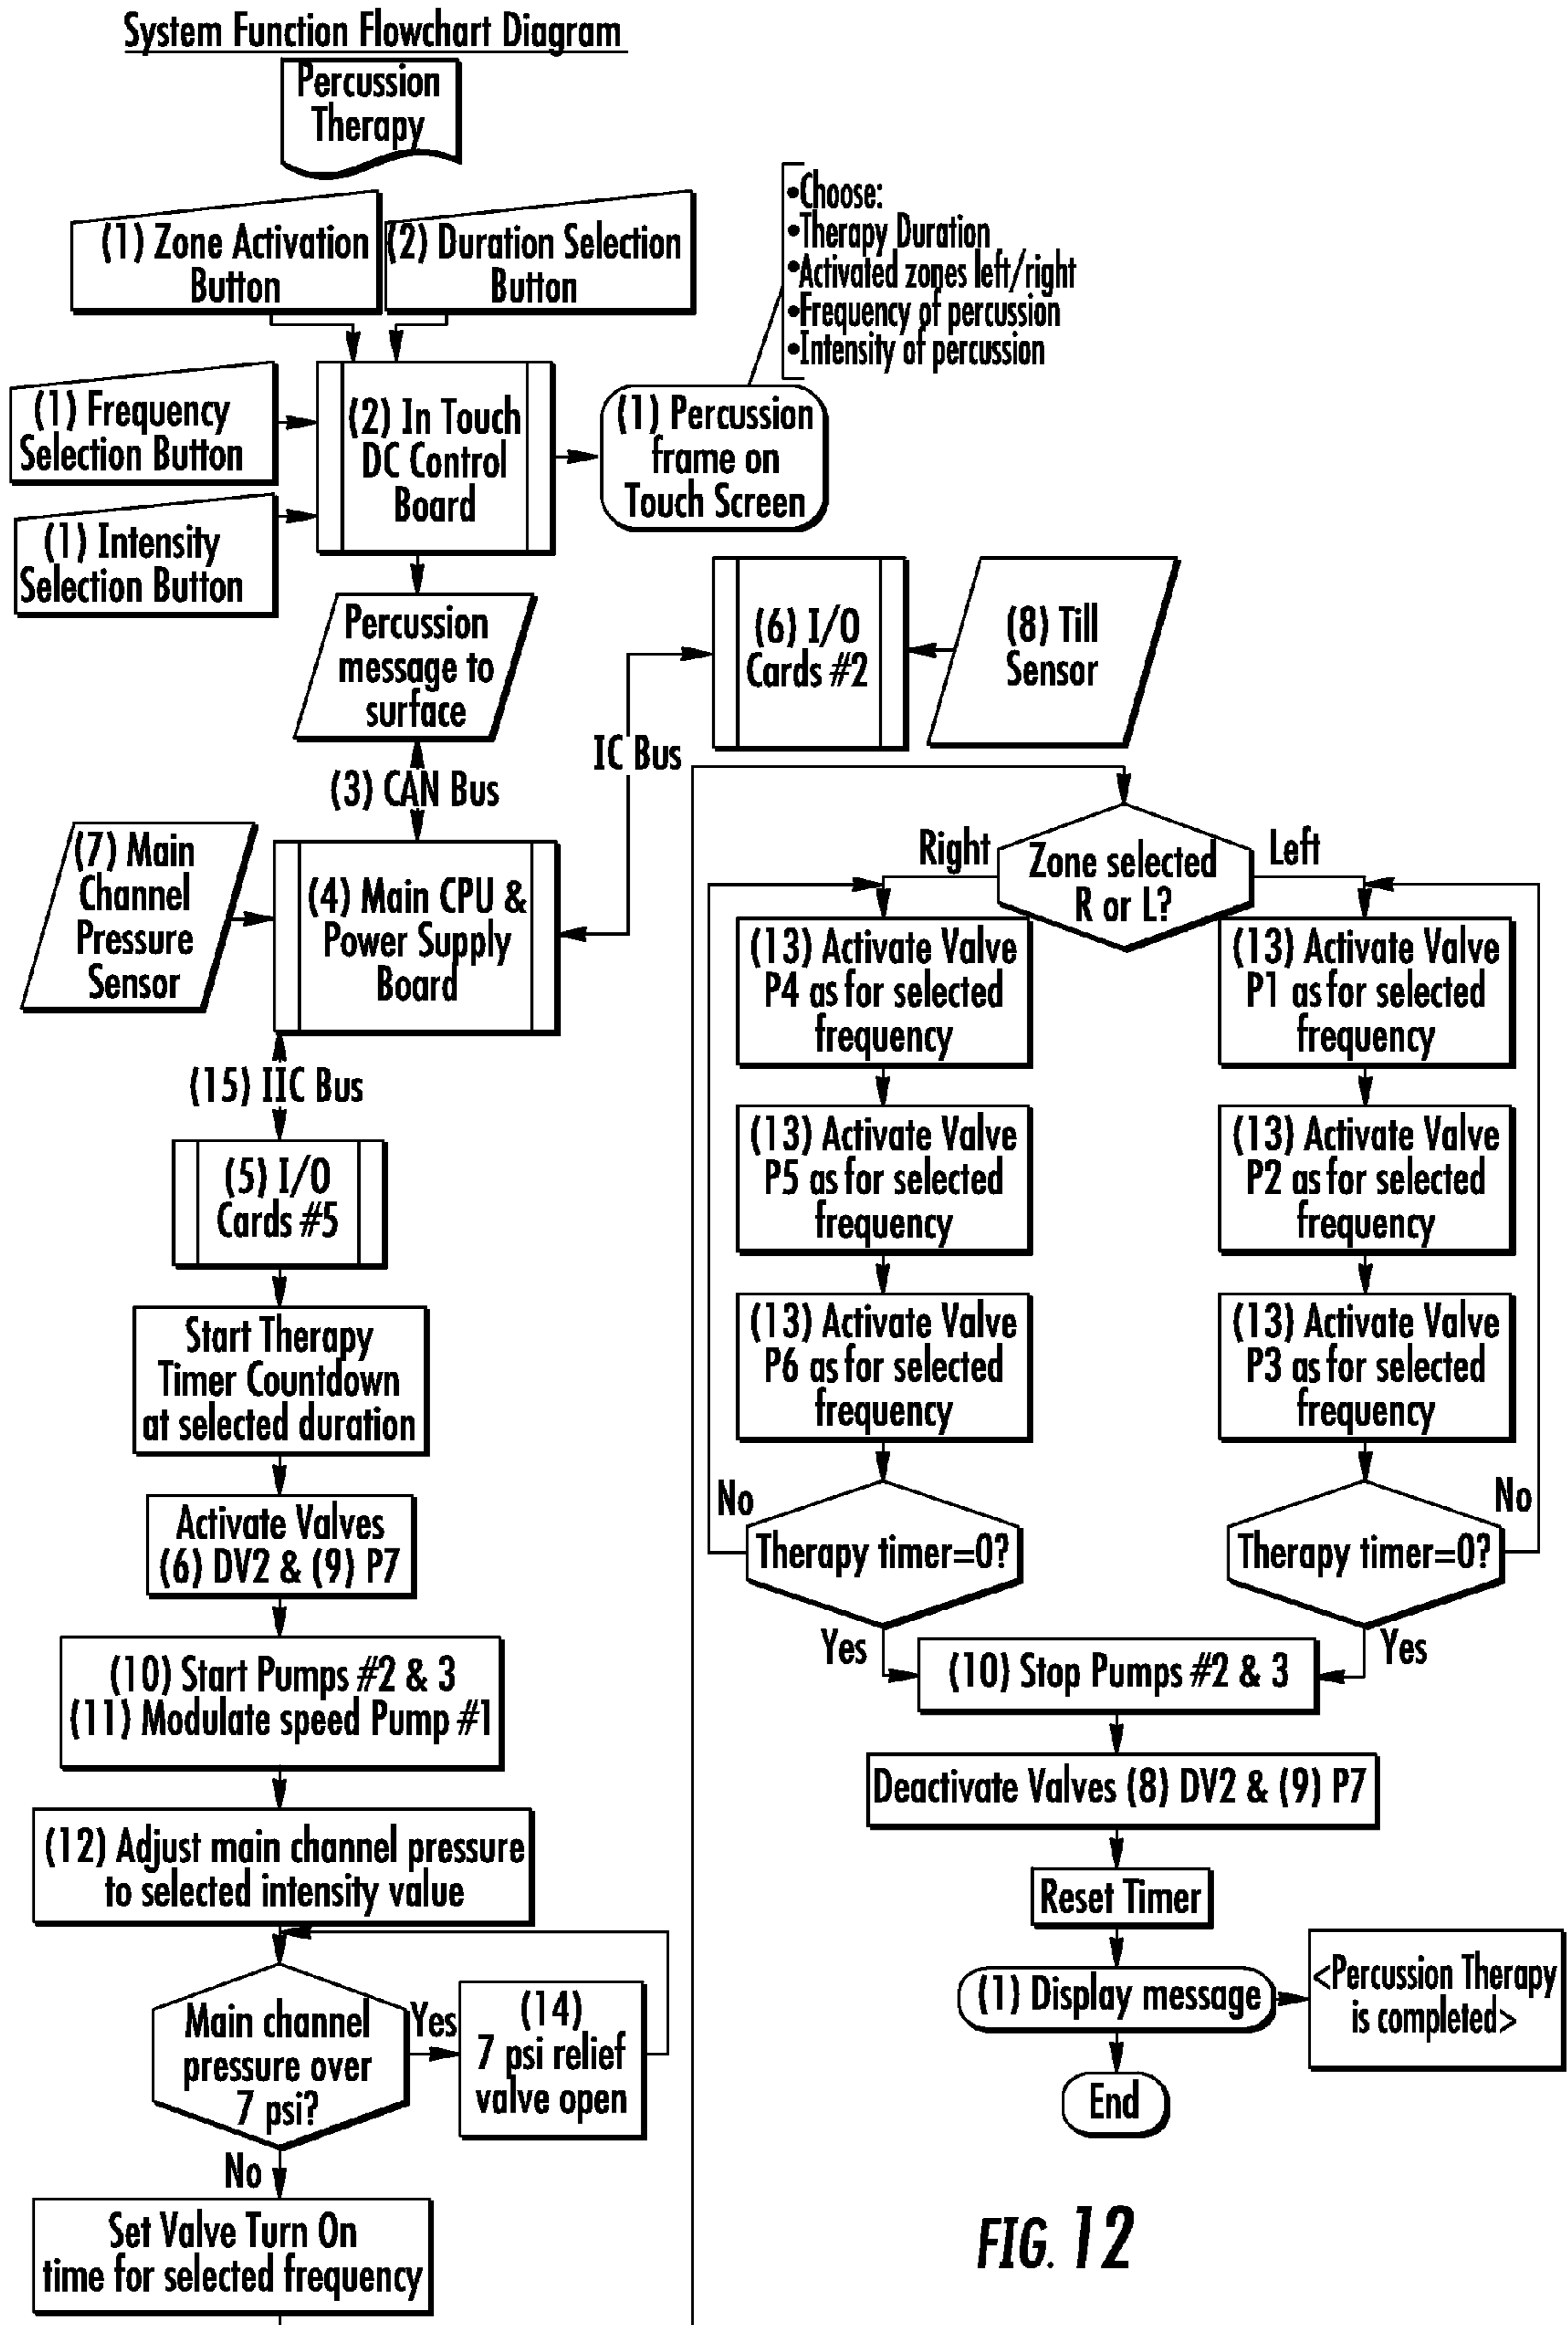 System Function Flowchart Diagram
Percussion
Therapy
(1) Zone Activation
Button
(2) Duration Selection
Button
•Choose:
•Therapy Duration
•Activated zones left/right
•Frequency of percussion
•Intensity of percussion
(1) Frequency
Selection Button
(2) In Touch
DC Control
Board
(1) Percussion
frame on
Touch Screen
(1) Intensity
Selection Button
Percussion
message to
surface
(6) I/O
Cards #2
(8) Till
Sensor
IC Bus
(3) CAN Bus
(7) Main
Channel
Pressure
Sensor
(4) Main CPU &
Power Supply
Board
(15) IIC Bus
(5) I/O
Cards #5
Start Therapy
Timer Countdown
at selected duration
Activate Valves
(6) DV2 & (9) P7
(10) Start Pumps #2 & 3
(11) Modulate speed Pump #1
(12) Adjust main channel pressure
to selected intensity value
Main channel
pressure over
7 psi?
Yes
(14)
7 psi relief
valve open
No
Set Valve Turn On
time for selected frequency
Right
Zone selected
R or L?
Left
(13) Activate Valve
P4 as for selected
frequency
(13) Activate Valve
P1 as for selected
frequency
(13) Activate Valve
P5 as for selected
frequency
(13) Activate Valve
P2 as for selected
frequency
(13) Activate Valve
P6 as for selected
frequency
(13) Activate Valve
P3 as for selected
frequency
No
Therapy timer=0?
Therapy timer=0?
No
Yes
(10) Stop Pumps #2 & 3
Yes
Deactivate Valves (8) DV2 & (9) P7
Reset Timer
(1) Display message
<Percussion Therapy
is completed>
End
FIG. 12